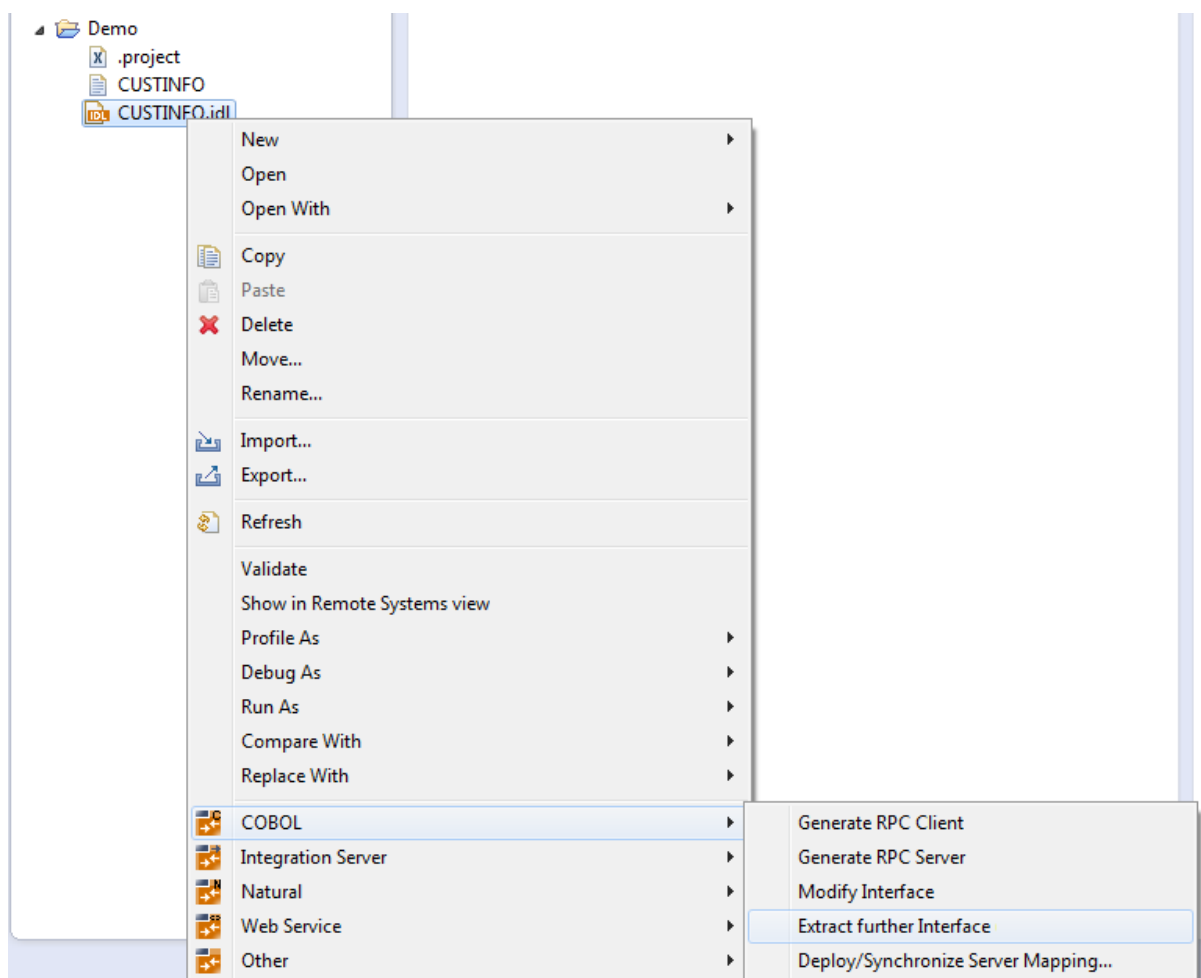 Demo
.project
CUSTINFO
CUSTINFO.idl
New
Open
Open With
Copy
Paste
Delete
Move...
Rename...
Import...
Export...
Refresh
Validate
Show in Remote Systems view
Profile As
Debug As
Run As
Compare With
Replace With
COBOL
Integration Server
Natural
Web Service
Other
Generate RPC Client
Generate RPC Server
Modify Interface
Extract further Interface
Deploy/Synchronize Server Mapping...